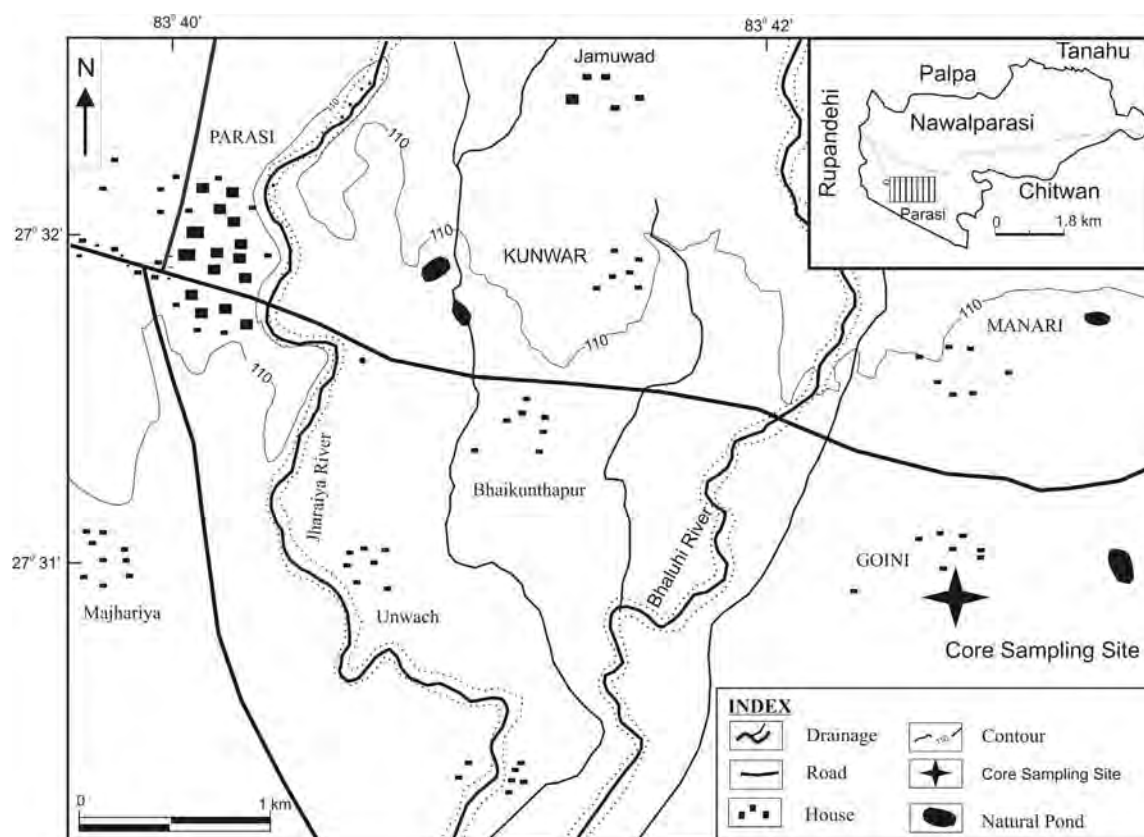 83° 40'
83° 42'
N
Jamuwad
PARASI
110
110
Tanahu
Palpa
Nawalparasi
Rupandehi
Chitwan
Parasi
0 1.8 km
27° 32'
110
KUNWAR
110
110
MANARI
110
Jharaiya River
Bhaikunthapur
Bhaluhi River
27° 31'
GOINI
Majhariya
Unwach
Core Sampling Site
INDEX
Drainage
Contour
110
Road
Core Sampling Site
House
Natural Pond
0 1 km